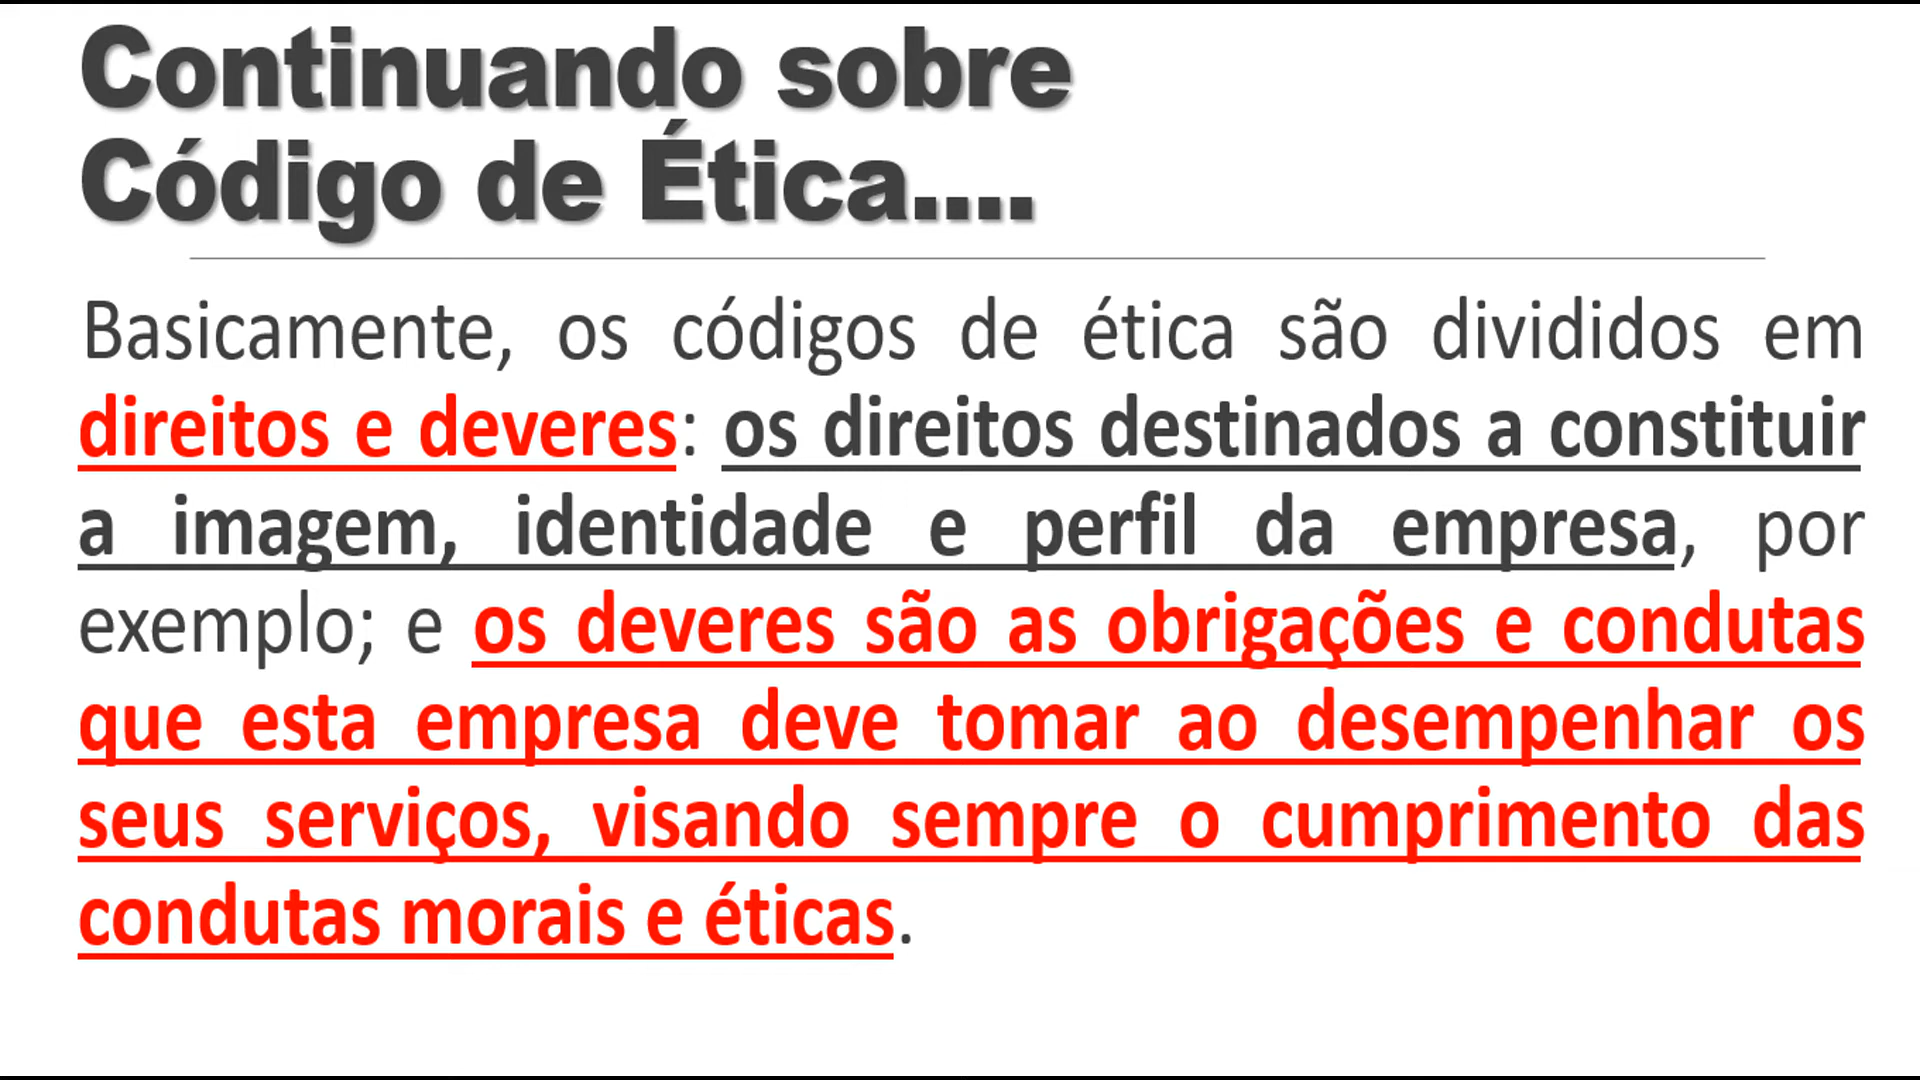 Continuando sobre
Código de Ética....
Basicamente, os códigos de ética são divididos em
direitos e deveres: os direitos destinados a constituir
a imagem, identidade e perfil da empresa, por
exemplo; e os deveres são as obrigações e condutas
que esta empresa deve tomar ao desempenhar os
seus serviços, visando sempre o cumprimento das
condutas morais e éticas.